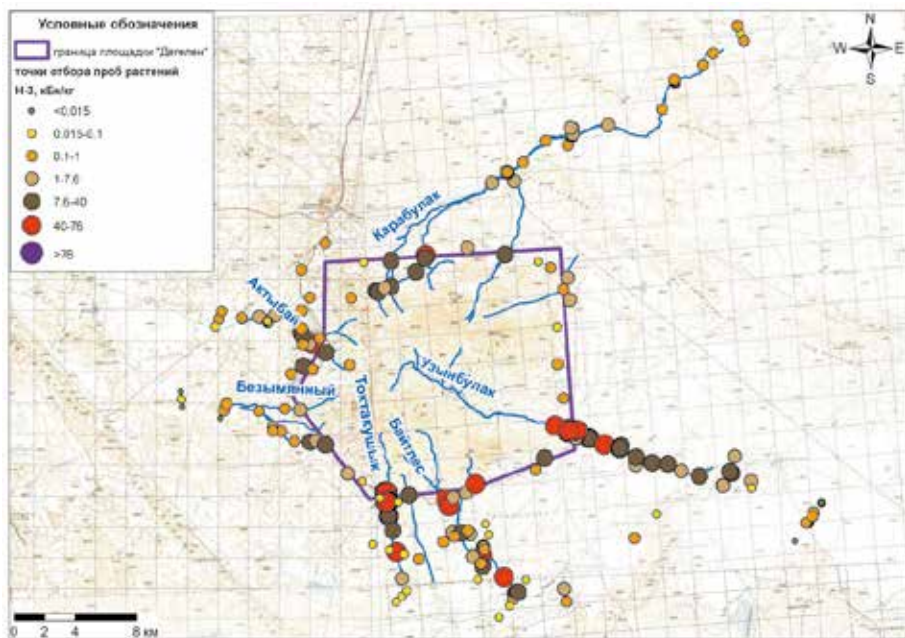 Условные обозначения
граница площадки "Дегелен"
точки отбора проб растений
Н-3, кБк/кг
<0.015
0.015-0.1
0.1-1
1-7,6
7.6-40
40-76
>76
N
W E
S
Карабулак
Актыбай
Узынбулак
Безымянный
Тохтакушык
Байтлес
0 2 4 8 км